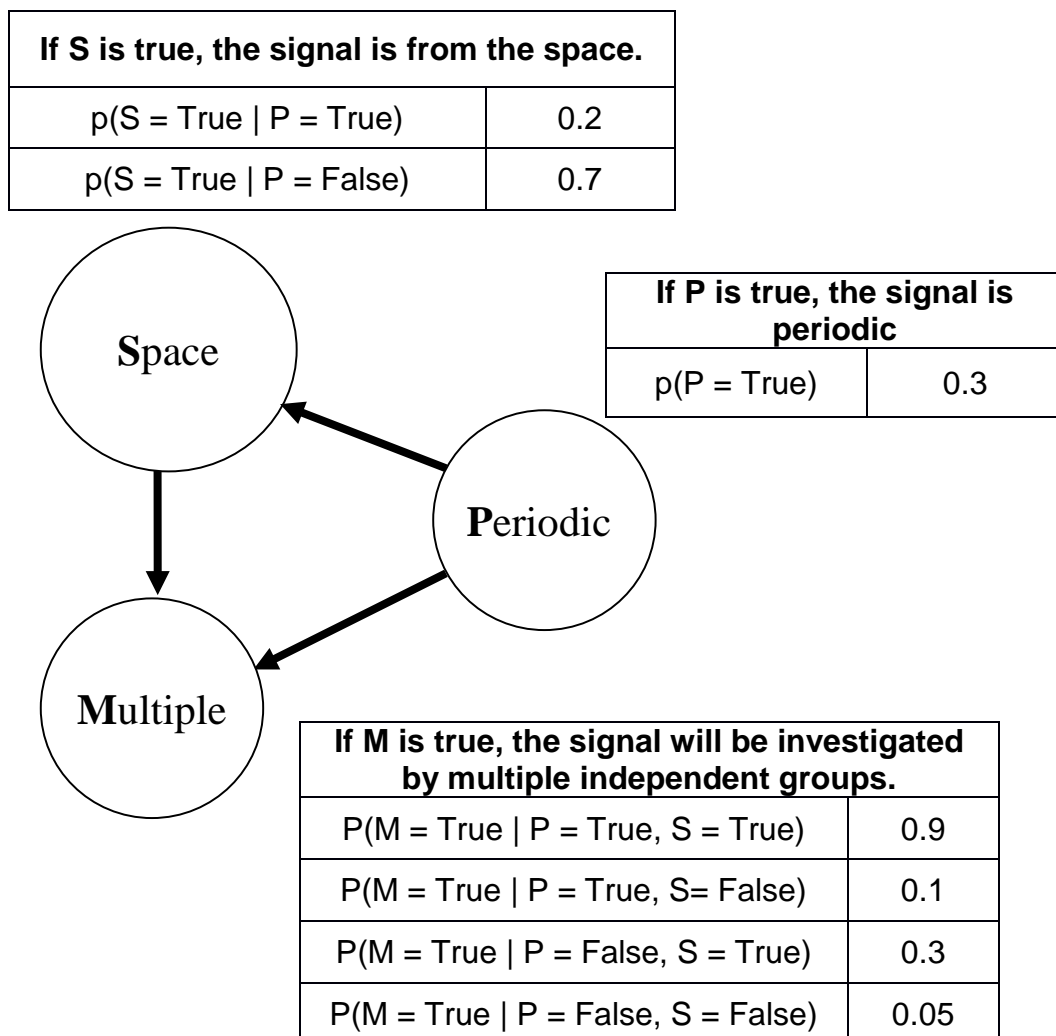 If S is true, the signal is from the space.
p(S = True | P = True) 0.2
p(S = True | P = False) 0.7
Space
If P is true, the signal is
periodic
p(P = True) 0.3
Periodic
Multiple
If M is true, the signal will be investigated
by multiple independent groups.
P(M = True | P = True, S = True) 0.9
P(M = True | P = True, S= False) 0.1
P(M = True | P = False, S = True) 0.3
P(M = True | P = False, S = False) 0.05